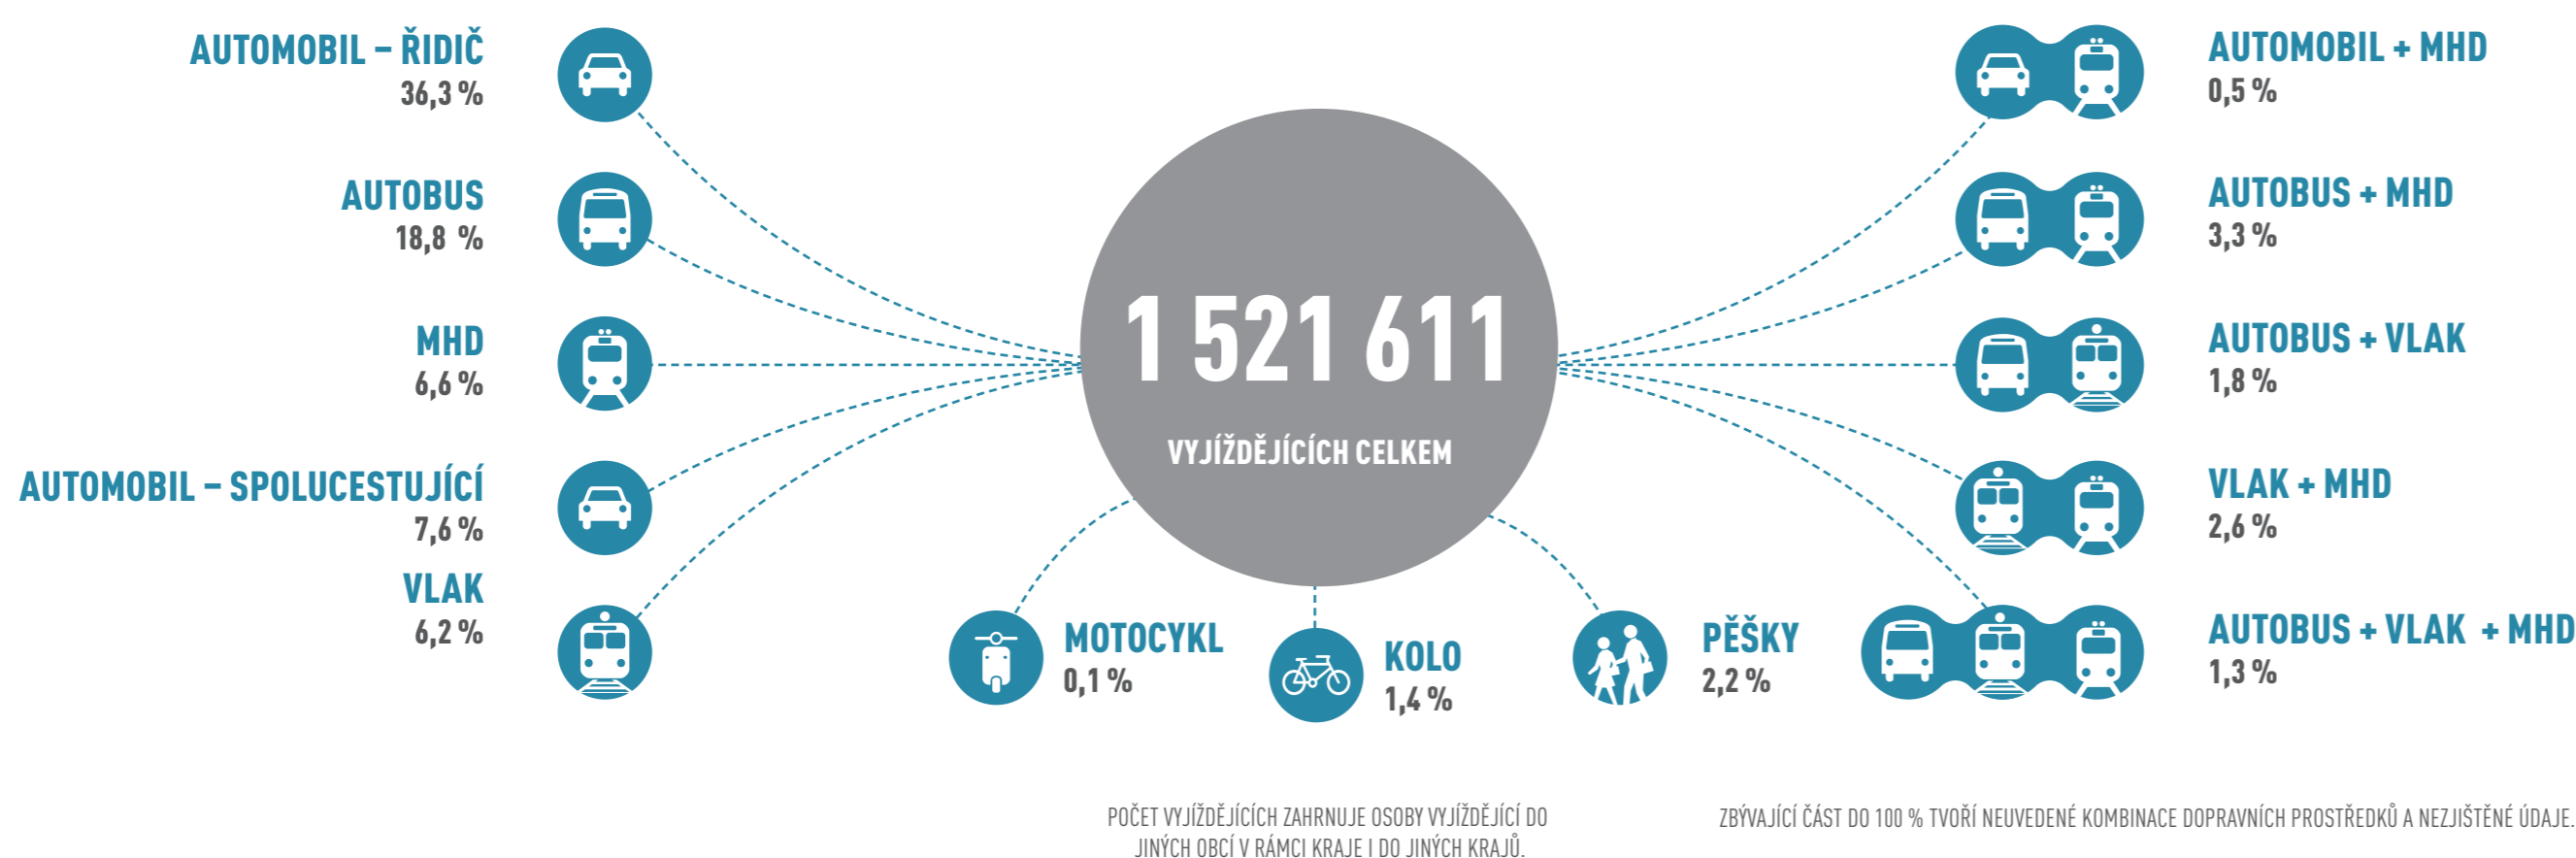 AUTOMOBIL – ŘIDIČ
36,3 %
AUTOBUS
18,8 %
MHD
6,6 %
AUTOMOBIL – SPOLUCESTUJÍCÍ
7,6 %
VLAK
6,2 %
1 521 611
VYJÍŽDĚJÍCÍCH CELKEM
MOTOCYKL
0,1 %
KOLO
1,4 %
PĚŠKY
2,2 %
AUTOMOBIL + MHD
0,5 %
AUTOBUS + MHD
3,3 %
AUTOBUS + VLAK
1,8 %
VLAK + MHD
2,6 %
AUTOBUS + VLAK + MHD
1,3 %
POČET VYJÍŽDĚJÍCÍCH ZAHRNUJE OSOBY VYJÍŽDĚJÍCÍ DO
JINÝCH OBCÍ V RÁMCI KRAJE I DO JINÝCH KRAJŮ.
ZBÝVAJÍCÍ ČÁST DO 100 % TVOŘÍ NEUVEDENÉ KOMBINACE DOPRAVNÍCH PROSTŘEDKŮ A NEZJIŠTĚNÉ ÚDAJE.